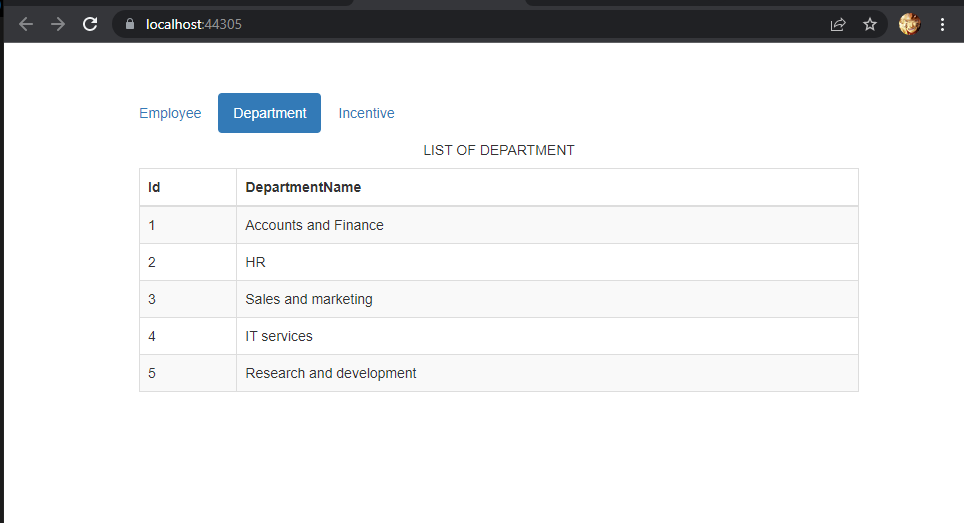 localhost:44305
Employee Department Incentive
LIST OF DEPARTMENT
Id DepartmentName
1 Accounts and Finance
2 HR
3 Sales and marketing
4 IT services
5 Research and development